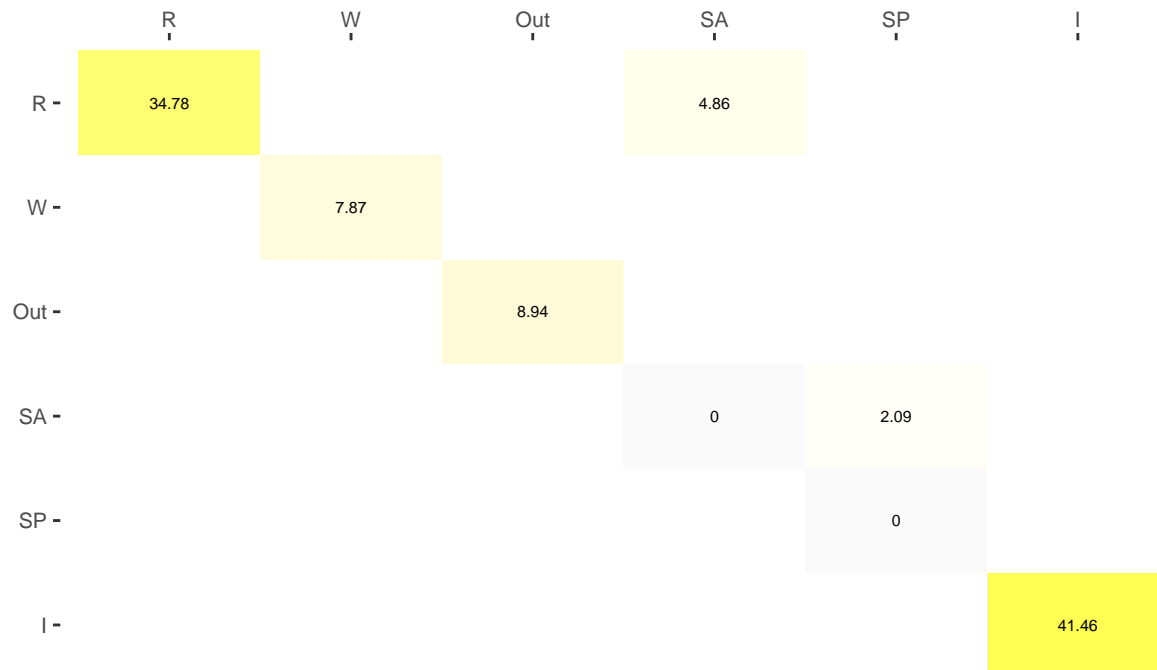 R W Out SA SP I
R 34.78 4.86
W 7.87
Out 8.94
SA 0 2.09
SP 0
I 41.46